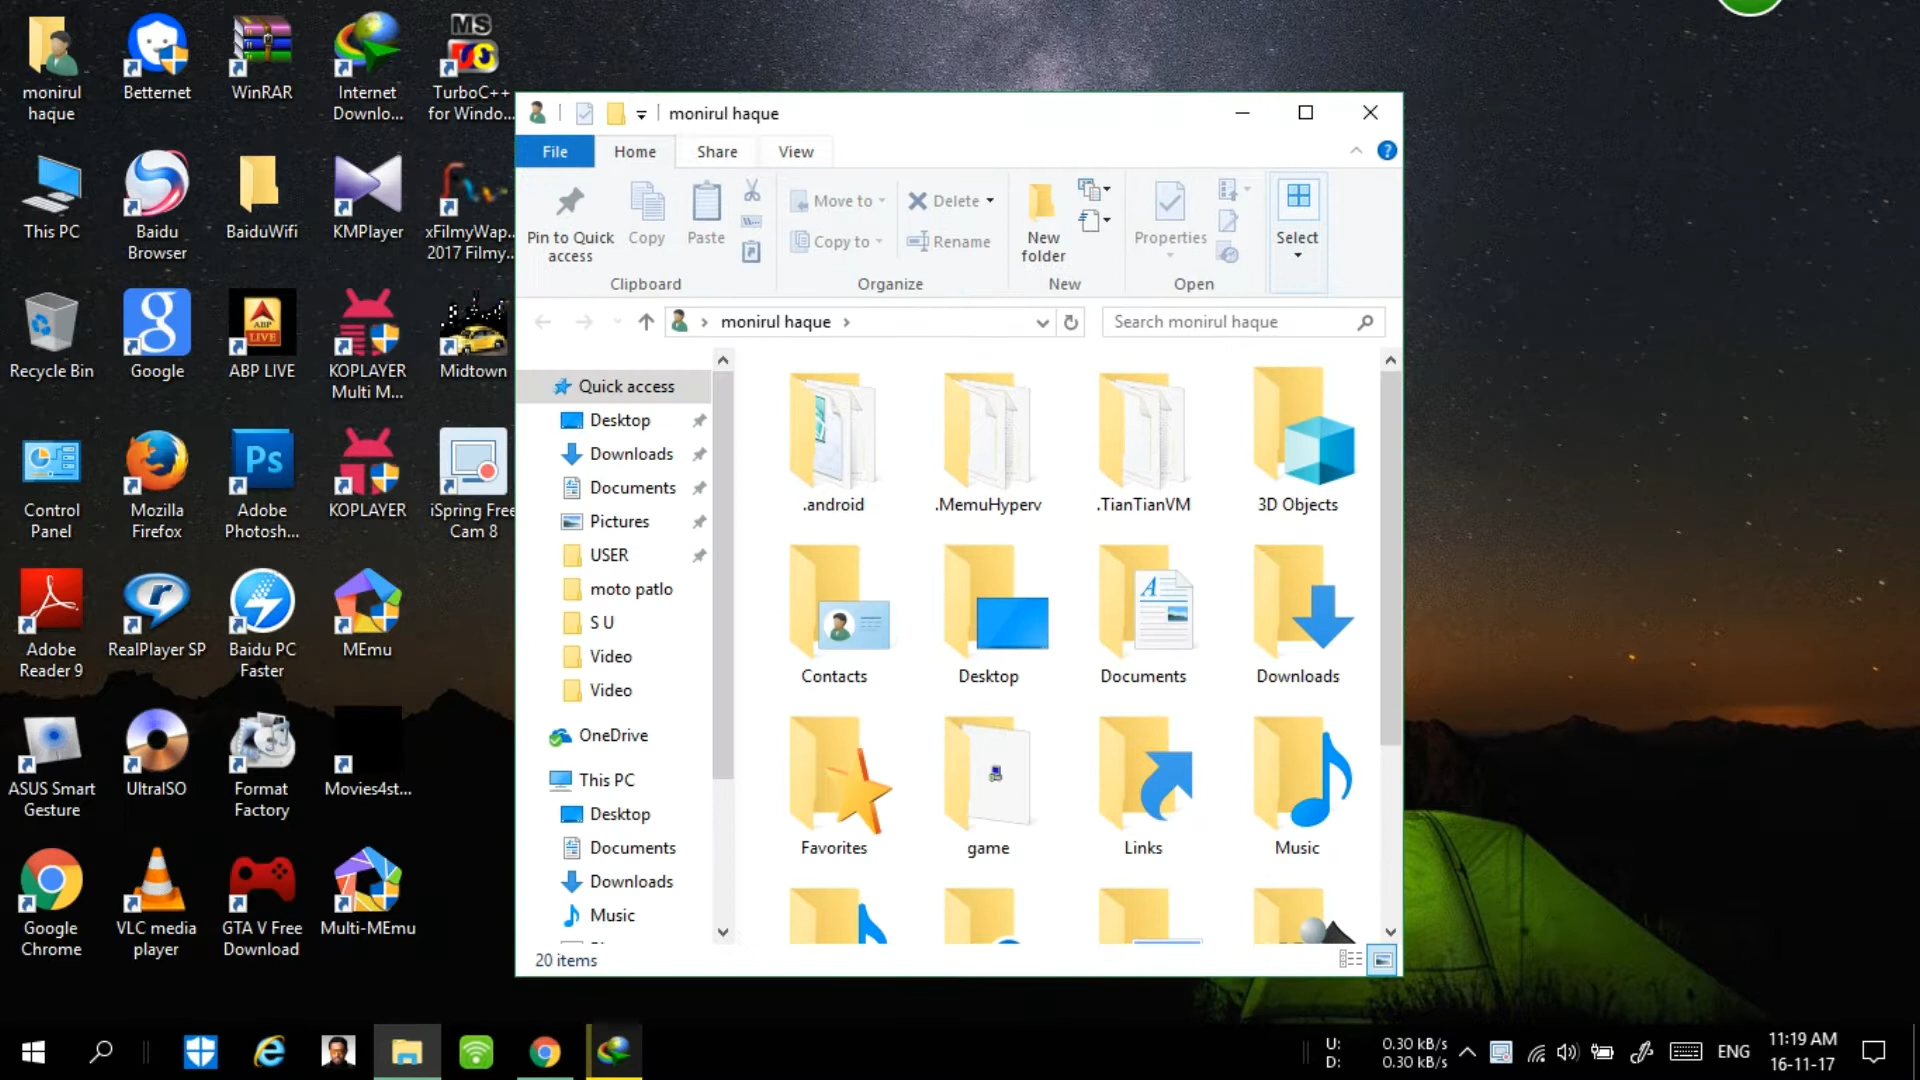 monirul
haque
Betternet
WinRAR
Internet
Downlo...
MS
TurboC++
for Windo...
This PC
Baidu
Browser
BaiduWifi
KMPlayer
xFilmyWap...
2017 Filmy...
Recycle Bin
Google
ABP
LIVE
ABP LIVE
KOPLAYER
Multi M...
Midtown
Control
Panel
Mozilla
Firefox
Ps
Adobe
Photosh...
KOPLAYER
iSpring Free
Cam 8
Adobe
Reader 9
RealPlayer SP
Baidu PC
Faster
MEmu
ASUS Smart
Gesture
UltraISO
Format
Factory
Movies4st...
Google
Chrome
VLC media
player
GTA V Free
Download
Multi-MEmu
monirul haque
File Home Share View
Pin to Quick
access
Copy
Paste
Move to
Copy to
Delete
Rename
New
folder
Properties
Select
Clipboard Organize New Open
monirul haque
Search monirul haque
Quick access
Desktop
Downloads
Documents
Pictures
USER
moto patlo
S U
Video
Video
OneDrive
This PC
Desktop
Documents
Downloads
Music
.android .MemuHyperv .TianTianVM 3D Objects
Contacts Desktop Documents Downloads
Favorites game Links Music
20 items
U: 0.30 kB/s
D: 0.30 kB/s
ENG
11:19 AM
16-11-17